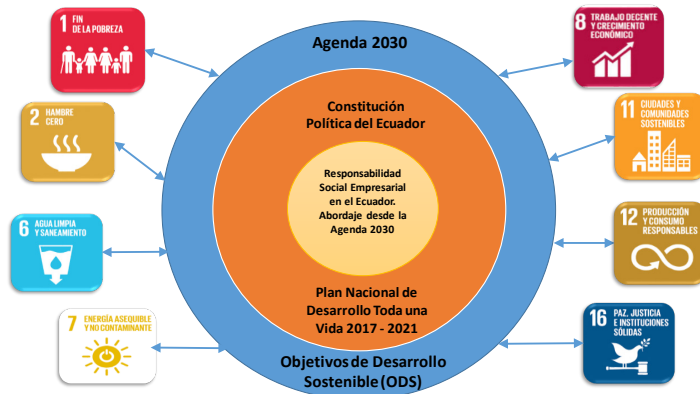 1 FIN
DE LA POBREZA
2 HAMBRE
CERO
6 AGUA LIMPIA
Y SANEAMIENTO
7 ENERGÍA ASEQUIBLE
Y NO CONTAMINANTE
Agenda 2030
Constitución
Política del Ecuador
Responsabilidad
Social Empresarial
en el Ecuador.
Abordaje desde la
Agenda 2030
Plan Nacional de
Desarrollo Toda una
Vida 2017 - 2021
Objetivos de Desarrollo
Sostenible (ODS)
8 TRABAJO DECENTE
Y CRECIMIENTO
ECONÓMICO
11 CIUDADES Y
COMUNIDADES
SOSTENIBLES
12 PRODUCCIÓN
Y CONSUMO
RESPONSABLES
16 PAZ, JUSTICIA
E INSTITUCIONES
SÓLIDAS